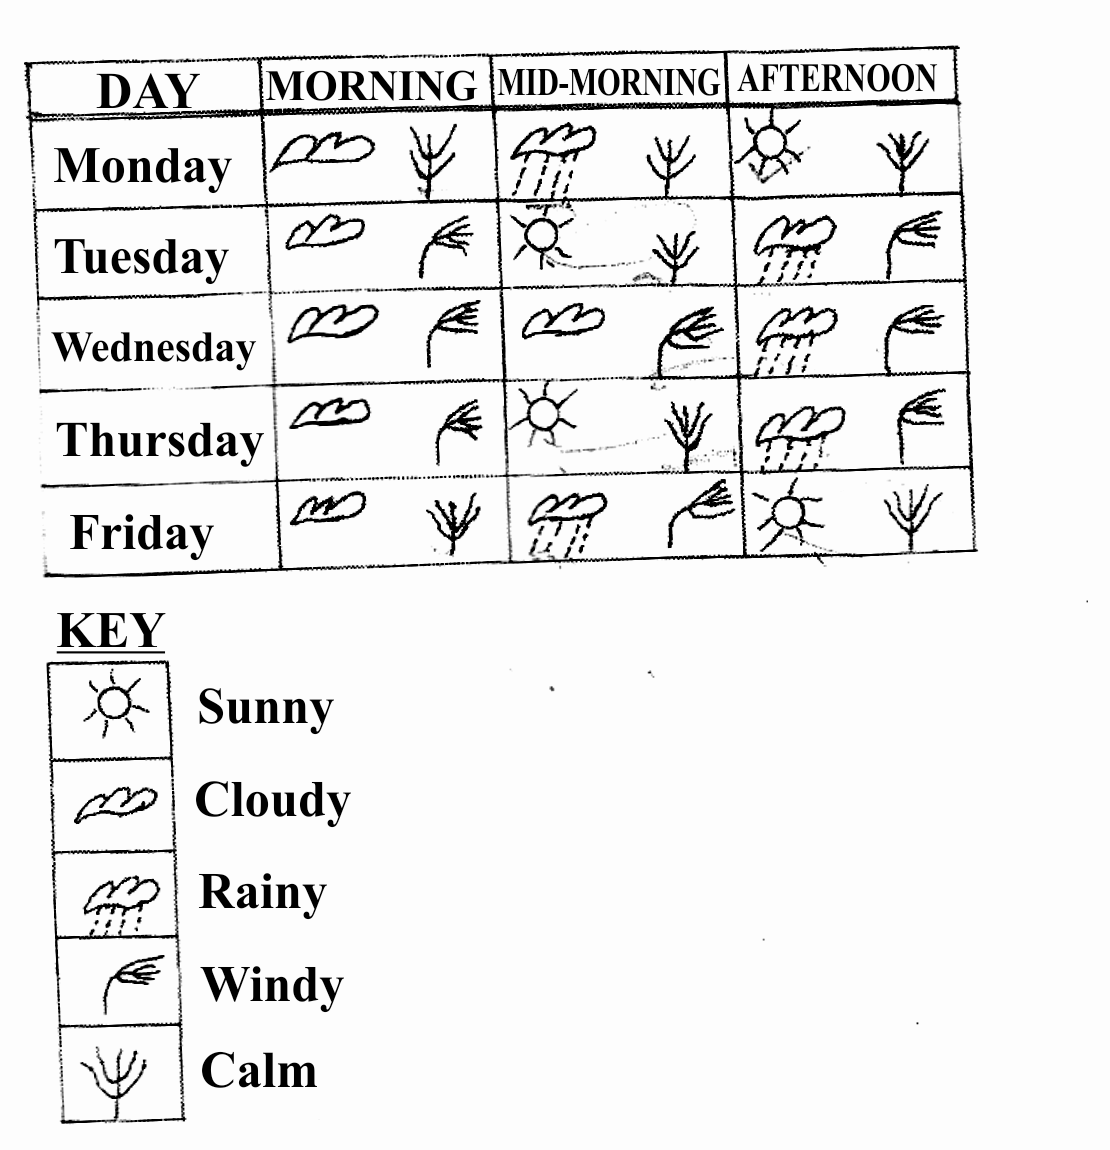 DAY MORNING MID-MORNING AFTERNOON
Monday
Tuesday
Wednesday
Thursday
Friday
KEY
Sunny
Cloudy
Rainy
Windy
Calm